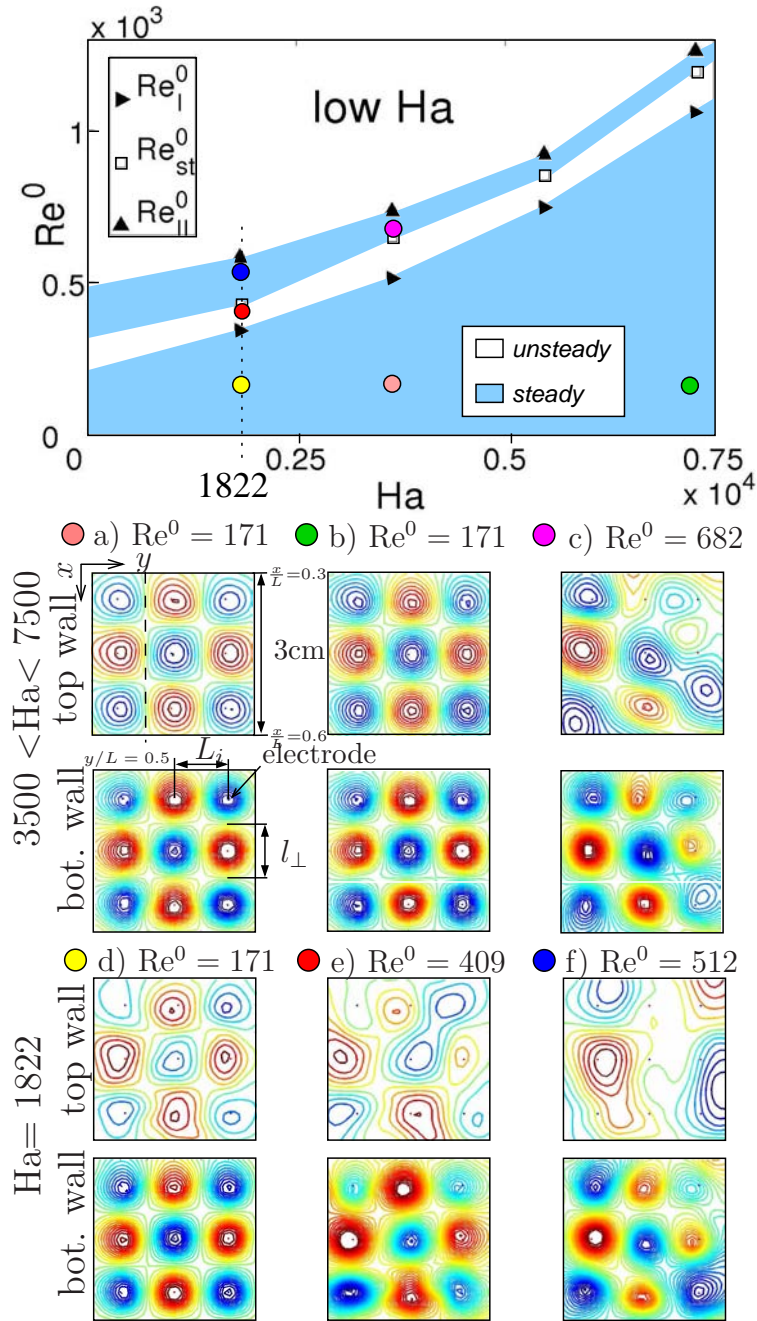 x 10³
Re⁰_I
Re⁰_st
Re⁰_II
low Ha
Re⁰
1
0.5
0
unsteady
steady
0 0.25 0.5 0.75
1822
Ha
x 10⁴
a) Re⁰ = 171 b) Re⁰ = 171 c) Re⁰ = 682
x y
x/L=0.3
3500 <Ha< 7500
top wall
3cm
x/L=0.6
y/L = 0.5 L_i electrode
bot. wall
l_⊥
d) Re⁰ = 171 e) Re⁰ = 409 f) Re⁰ = 512
Ha= 1822
top wall
bot. wall